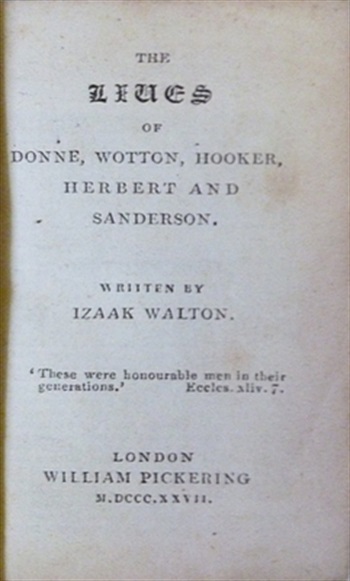 THE
LIUES
OF
DONNE, WOTTON, HOOKER,
HERBERT AND
SANDERSON.
WRITTEN BY
IZAAK WALTON.
‘These were honourable men in their
generations.’ Eccles. xliv. 7.
LONDON
WILLIAM PICKERING
M.DCCC.XXVII.